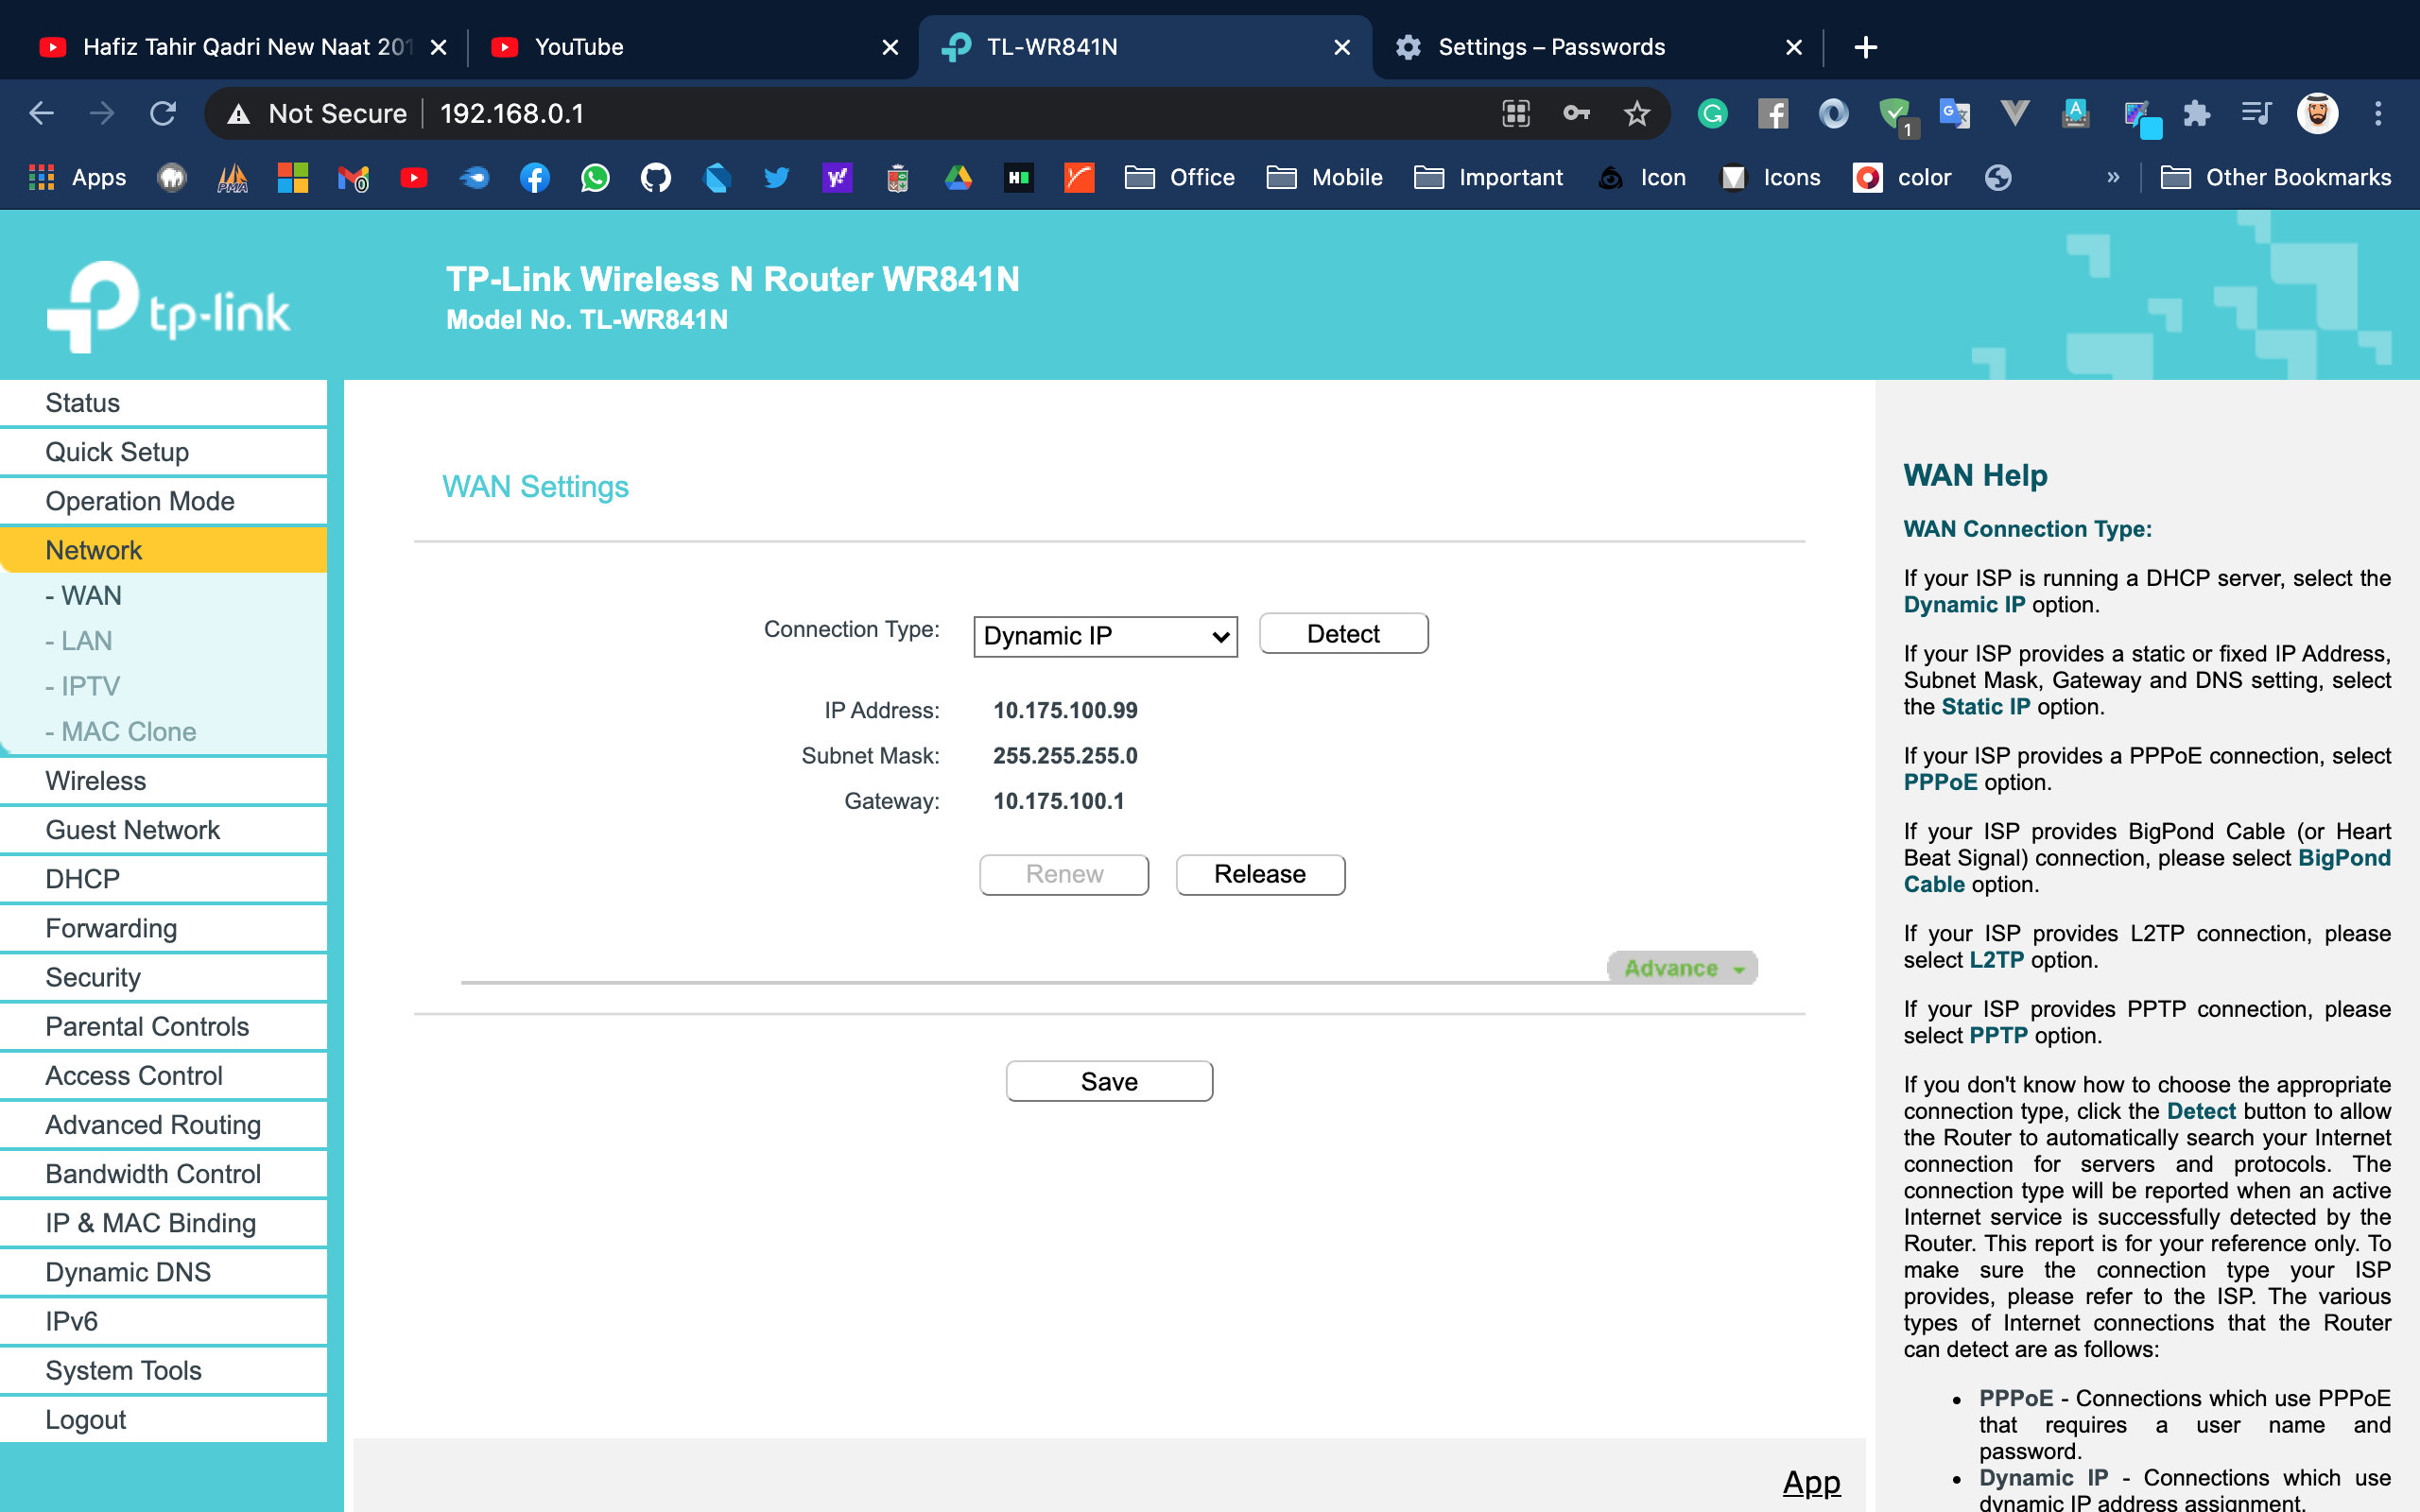 Hafiz Tahir Qadri New Naat 201
YouTube
TL-WR841N
Settings – Passwords
Not Secure
192.168.0.1
1
Apps
Office
Mobile
Important
Icon
Icons
color
»
Other Bookmarks
tp-link
TP-Link Wireless N Router WR841N
Model No. TL-WR841N
Status
Quick Setup
Operation Mode
Network
- WAN
- LAN
- IPTV
- MAC Clone
Wireless
Guest Network
DHCP
Forwarding
Security
Parental Controls
Access Control
Advanced Routing
Bandwidth Control
IP & MAC Binding
Dynamic DNS
IPv6
System Tools
Logout
WAN Settings
Connection Type:
Dynamic IP
Detect
IP Address: 10.175.100.99
Subnet Mask: 255.255.255.0
Gateway: 10.175.100.1
Renew
Release
Advance
Save
App
WAN Help
WAN Connection Type:
If your ISP is running a DHCP server, select the
Dynamic IP option.
If your ISP provides a static or fixed IP Address,
Subnet Mask, Gateway and DNS setting, select
the Static IP option.
If your ISP provides a PPPoE connection, select
PPPoE option.
If your ISP provides BigPond Cable (or Heart
Beat Signal) connection, please select BigPond
Cable option.
If your ISP provides L2TP connection, please
select L2TP option.
If your ISP provides PPTP connection, please
select PPTP option.
If you don't know how to choose the appropriate
connection type, click the Detect button to allow
the Router to automatically search your Internet
connection for servers and protocols. The
connection type will be reported when an active
Internet service is successfully detected by the
Router. This report is for your reference only. To
make sure the connection type your ISP
provides, please refer to the ISP. The various
types of Internet connections that the Router
can detect are as follows:
• PPPoE - Connections which use PPPoE
that requires a user name and
password.
• Dynamic IP - Connections which use
dynamic IP address assignment.